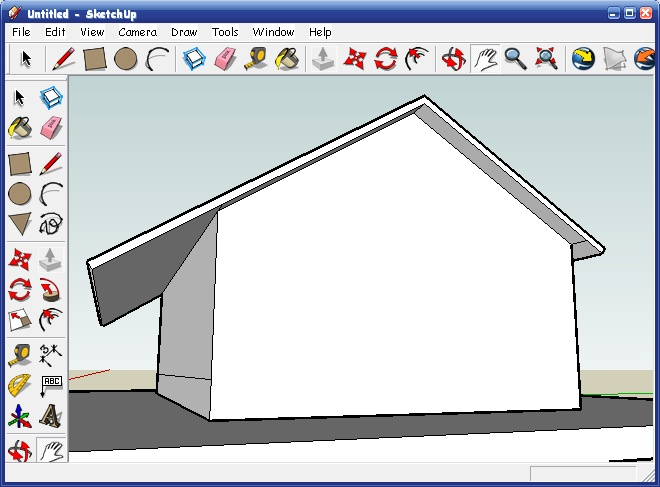 Untitled - SketchUp
File Edit View Camera Draw Tools Window Help
ABC
A